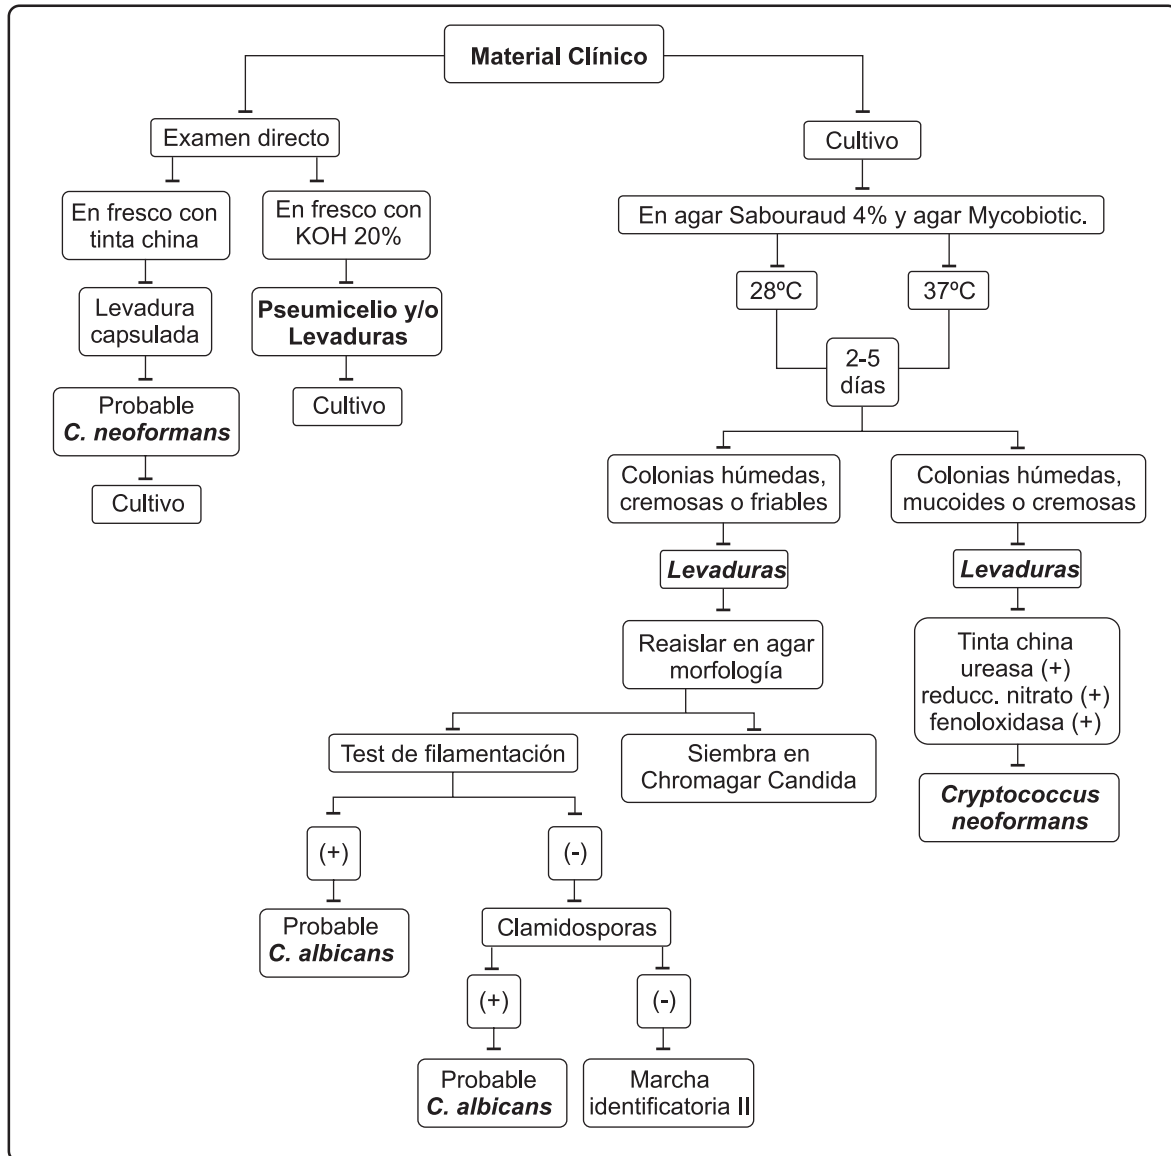 Material Clínico
Examen directo
En fresco con
tinta china
Levadura
capsulada
Probable
C. neoformans
Cultivo
En fresco con
KOH 20%
Pseumicelio y/o
Levaduras
Cultivo
Cultivo
En agar Sabouraud 4% y agar Mycobiotic.
28ºC
37ºC
2-5
días
Colonias húmedas,
cremosas o friables
Levaduras
Reaislar en agar
morfología
Test de filamentación
(+)
Probable
C. albicans
(-)
Clamidosporas
(+)
Probable
C. albicans
(-)
Marcha
identificatoria II
Siembra en
Chromagar Candida
Colonias húmedas,
mucoides o cremosas
Levaduras
Tinta china
ureasa (+)
reducc. nitrato (+)
fenoloxidasa (+)
Cryptococcus
neoformans